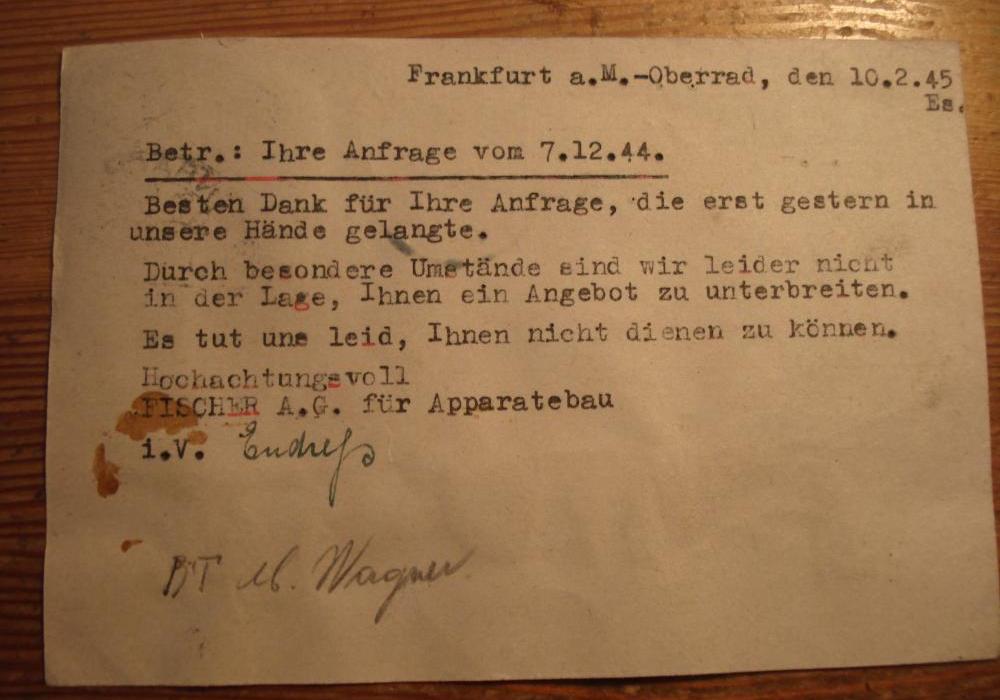 Frankfurt a.M.-Oberrad, den 10.2.45
Es.
Betr.: Ihre Anfrage vom 7.12.44.
Besten Dank für Ihre Anfrage, die erst gestern in
unsere Hände gelangte.
Durch besondere Umstände sind wir leider nicht
in der Lage, Ihnen ein Angebot zu unterbreiten.
Es tut uns leid, Ihnen nicht dienen zu können.
Hochachtungsvoll
FISCHER A.G. für Apparatebau
i.V. Endreß
BT Wagner